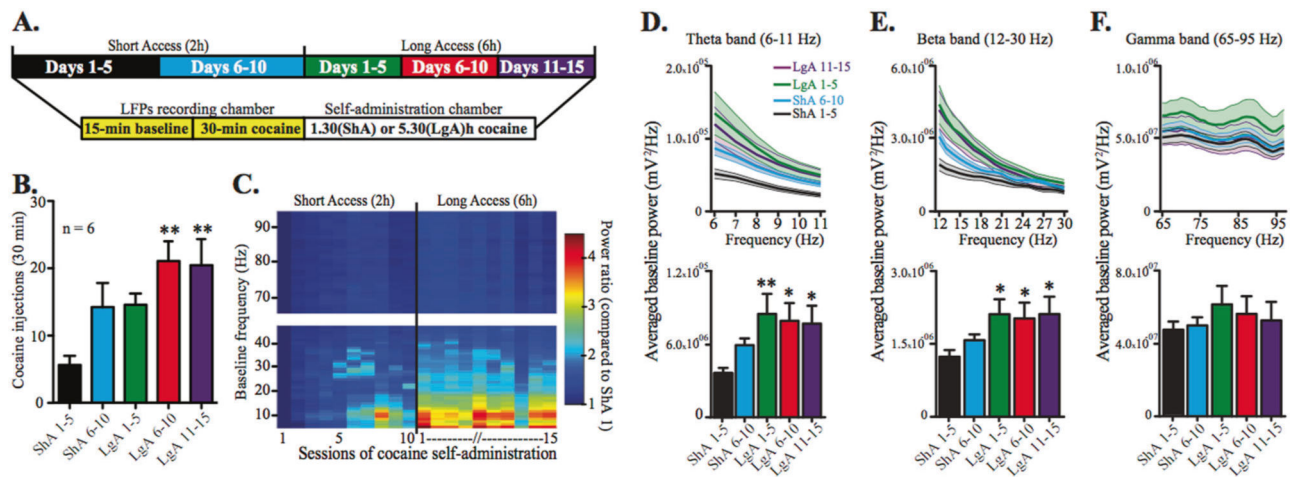 A.
Short Access (2h)
Long Access (6h)
Days 1-5
Days 6-10
Days 1-5
Days 6-10
Days 11-15
LFPs recording chamber
Self-administration chamber
15-min baseline
30-min cocaine
1.30(ShA) or 5.30(LgA)h cocaine
B.
Cocaine injections (30 min)
30
20
10
0
n = 6
**
**
ShA 1-5
ShA 6-10
LgA 1-5
LgA 6-10
LgA 11-15
C.
Short Access (2h)
Long Access (6h)
Baseline frequency (Hz)
90
80
70
40
30
20
10
1
5
10
1-----------//--------------15
Sessions of cocaine self-administration
Power ratio (compared to ShA 1)
4
3
2
1
D.
Theta band (6-11 Hz)
Averaged baseline power (mV²/Hz)
2.0x10⁻⁰⁵
1.0x10⁻⁰⁵
0
LgA 11-15
LgA 1-5
ShA 6-10
ShA 1-5
6 7 8 9 10 11
Frequency (Hz)
1.2x10⁻⁰⁵
6.0x10⁻⁰⁶
0
**
*
*
ShA 1-5
ShA 6-10
LgA 1-5
LgA 6-10
LgA 11-15
E.
Beta band (12-30 Hz)
Averaged baseline power (mV²/Hz)
6.0x10⁻⁰⁶
3.0x10⁻⁰⁶
0
12 15 18 21 24 27 30
Frequency (Hz)
3.0x10⁻⁰⁶
1.5x10⁻⁰⁶
0
*
*
*
ShA 1-5
ShA 6-10
LgA 1-5
LgA 6-10
LgA 11-15
F.
Gamma band (65-95 Hz)
Averaged baseline power (mV²/Hz)
1.0x10⁻⁰⁶
5.0x10⁻⁰⁷
0
65 75 85 95
Frequency (Hz)
8.0x10⁻⁰⁷
4.0x10⁻⁰⁷
0
ShA 1-5
ShA 6-10
LgA 1-5
LgA 6-10
LgA 11-15